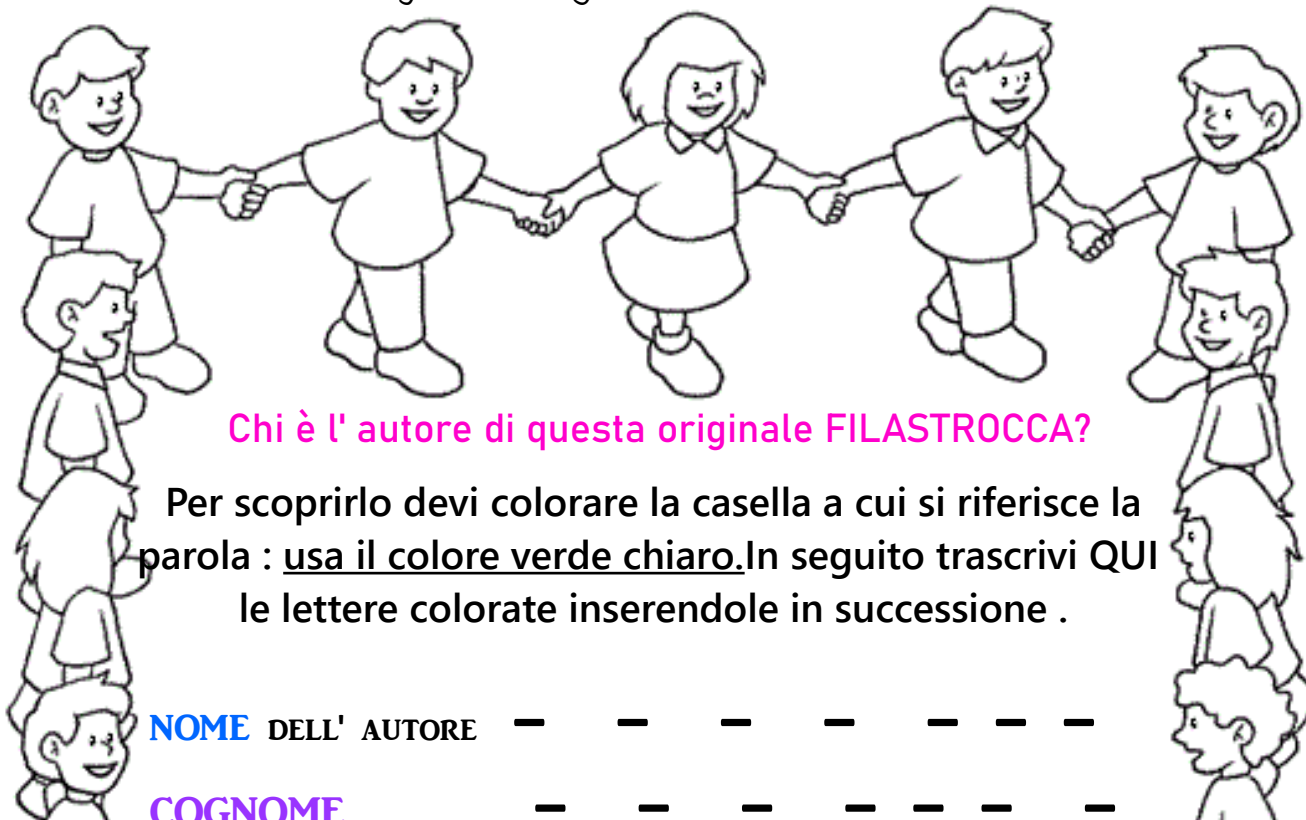 Chi è l' autore di questa originale FILASTROCCA?
Per scoprirlo devi colorare la casella a cui si riferisce la
parola : usa il colore verde chiaro.In seguito trascrivi QUI
le lettere colorate inserendole in successione .
NOME DELL' AUTORE _ _ _ _ _ _ _
COGNOME _ _ _ _ _ _ _